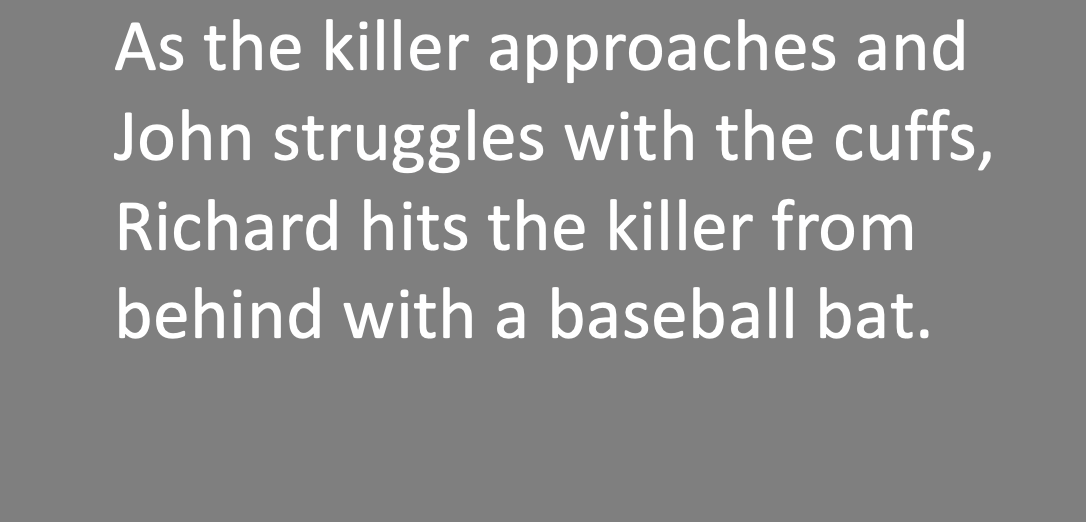 As the killer approaches and
John struggles with the cuffs,
Richard hits the killer from
behind with a baseball bat.